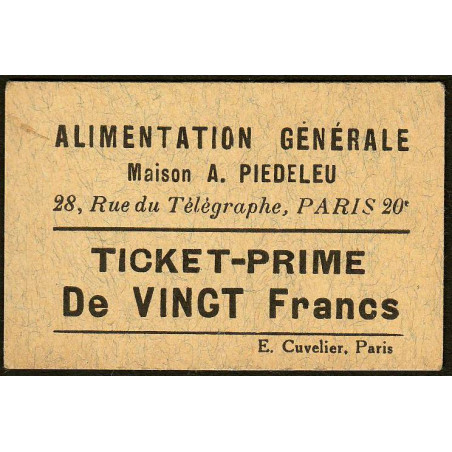 ALIMENTATION GÉNÉRALE
Maison A. PIEDELEU
28, Rue du Télégraphe, PARIS 20e
TICKET-PRIME
De VINGT Francs
E. Cuvelier, Paris